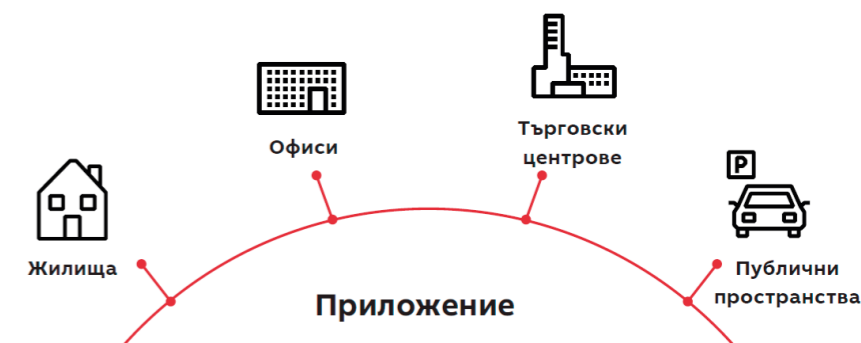 Търговски
центрове
Офиси
P
Жилища
Публични
пространства
Приложение